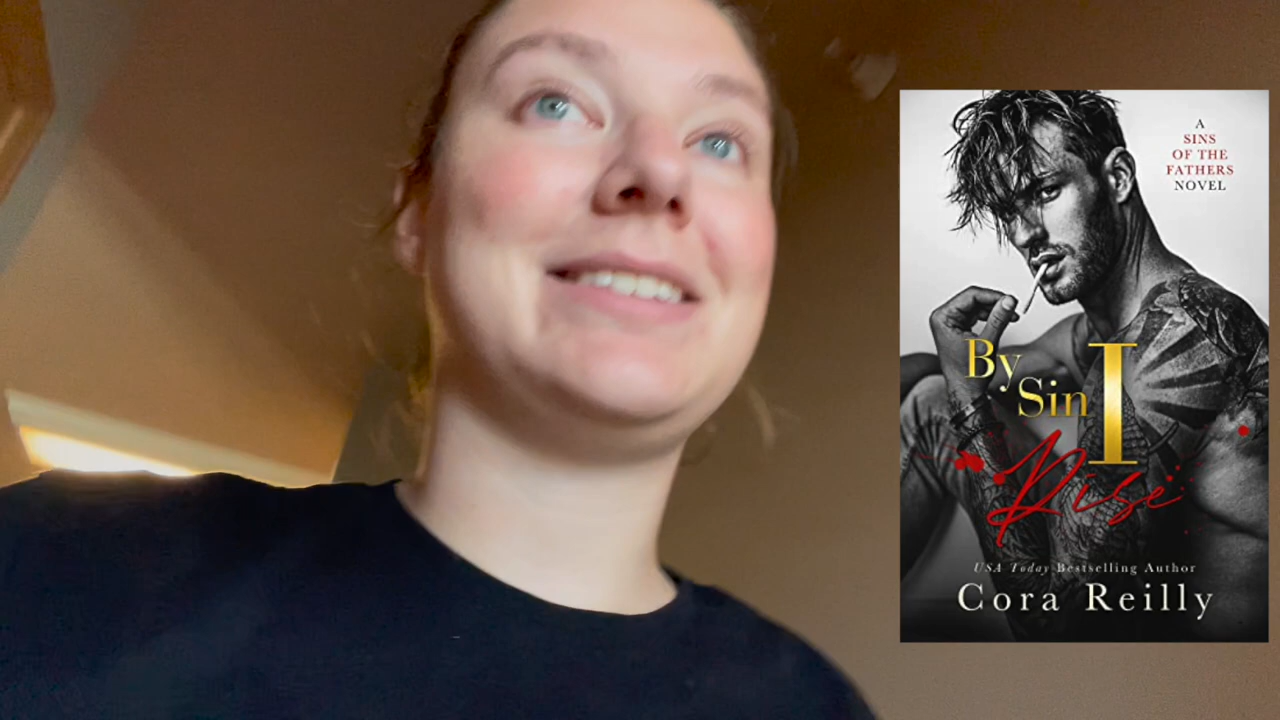 A
SINS
OF THE
FATHERS
NOVEL
By
Sin I
Rise
USA Today Bestselling Author
Cora Reilly